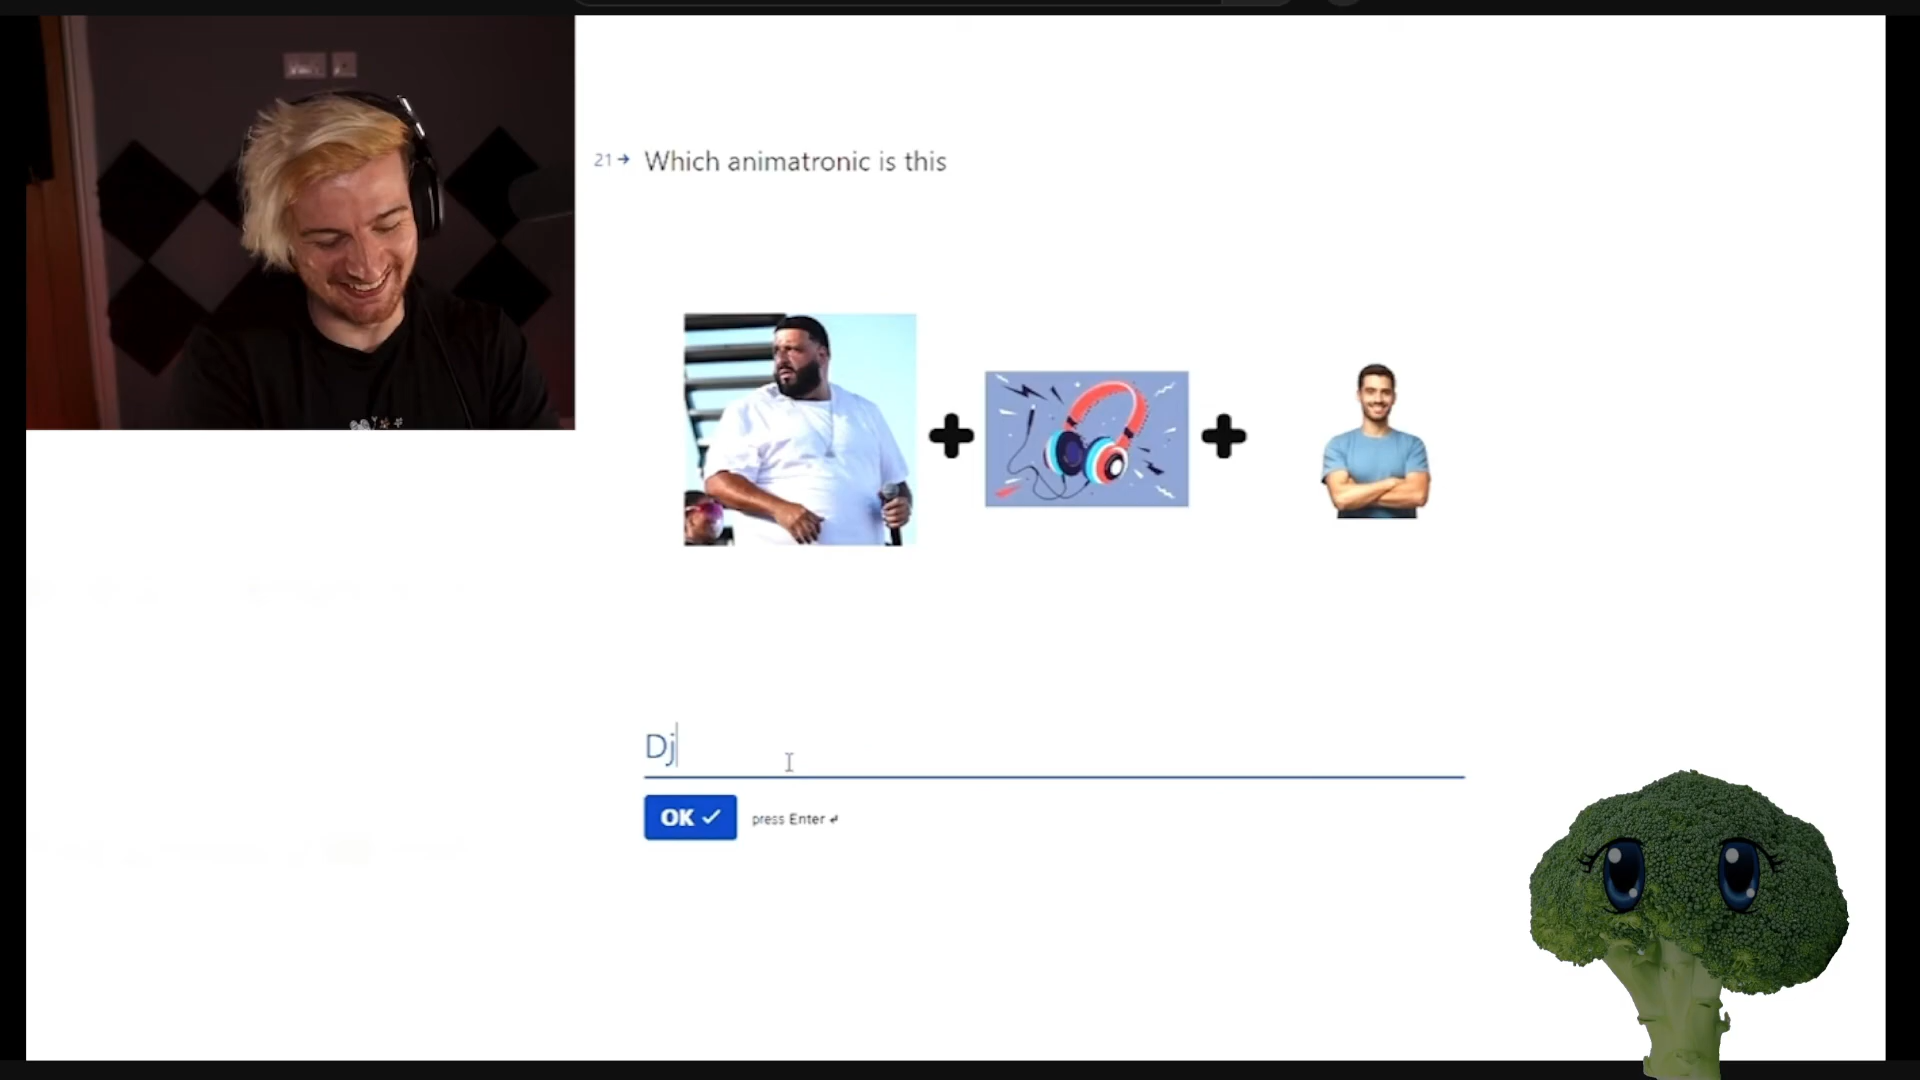 21→ Which animatronic is this
Dj
OK ✓ press Enter ↵